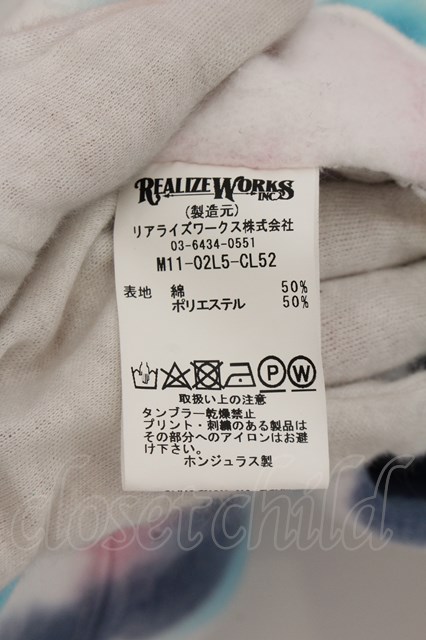 REALIZE WORKS
INC
(製造元)
リアライズワークス株式会社
03-6434-0551
M11-02L5-CL52
表地 綿 50%
ポリエステル 50%
P W
取扱い上の注意
タンブラー乾燥禁止
プリント・刺繍のある製品は
その部分へのアイロンはお避
け下さい。
ホンジュラス製
closet child